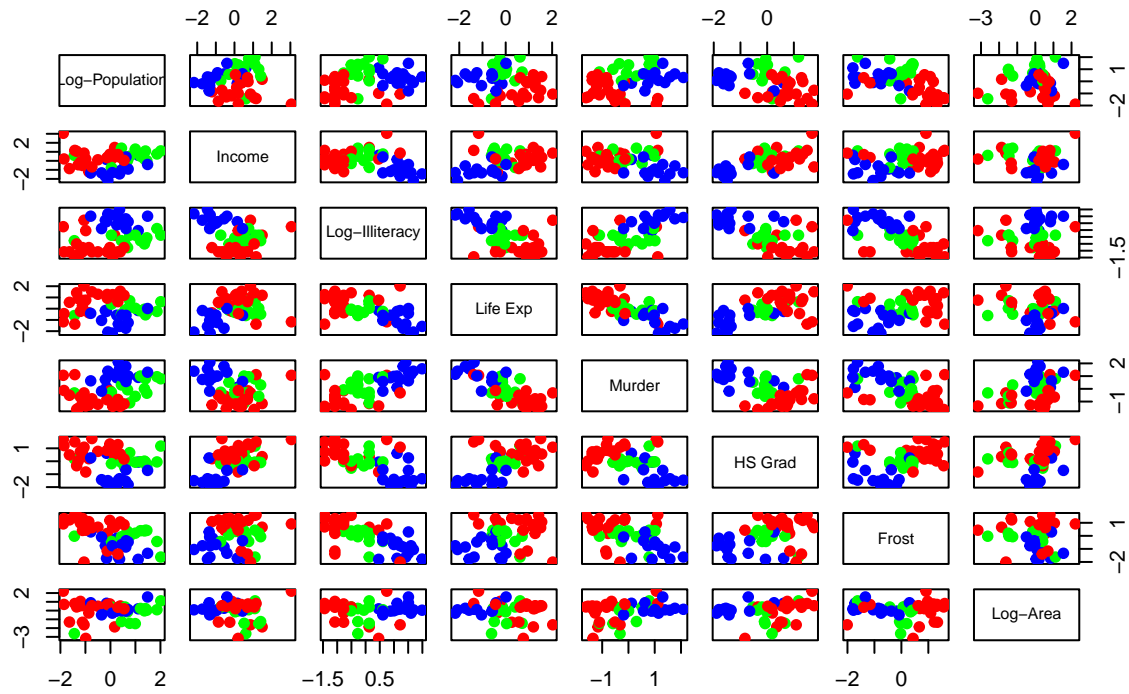 −2 0 2 −2 0 2 −2 0 −3 0 2
Log−Population −2 1
−2 2 Income
Log−Illiteracy −1.5
−2 2 Life Exp
Murder −1 2
−2 1 HS Grad
Frost −2 1
−3 2 Log−Area
−2 0 2 −1.5 0.5 −1 1 −2 0